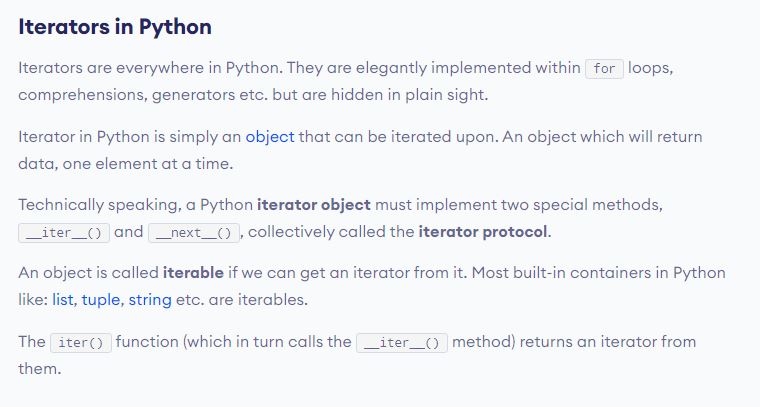 Iterators in Python
Iterators are everywhere in Python. They are elegantly implemented within for loops,
comprehensions, generators etc. but are hidden in plain sight.
Iterator in Python is simply an object that can be iterated upon. An object which will return
data, one element at a time.
Technically speaking, a Python iterator object must implement two special methods,
__iter__() and __next__(), collectively called the iterator protocol.
An object is called iterable if we can get an iterator from it. Most built-in containers in Python
like: list, tuple, string etc. are iterables.
The iter() function (which in turn calls the __iter__() method) returns an iterator from
them.